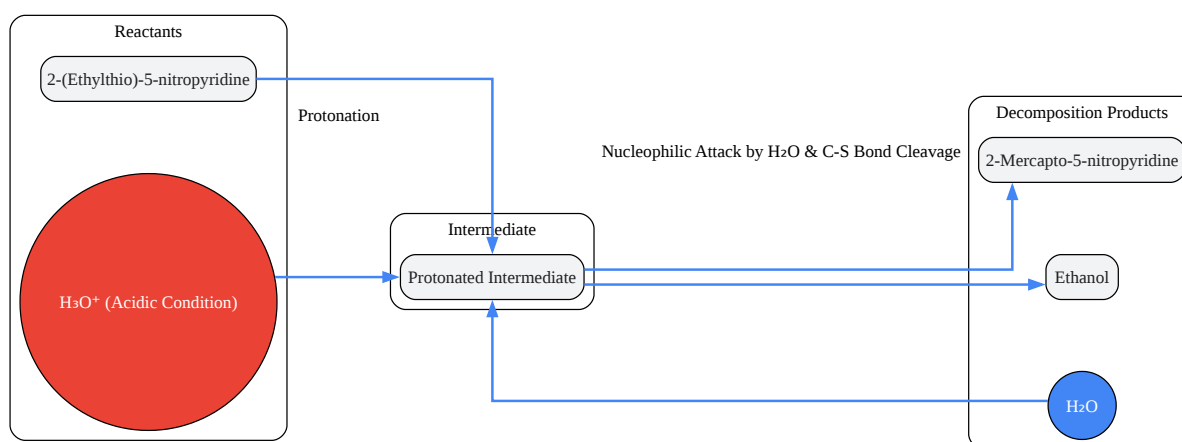 Reactants
2-(Ethylthio)-5-nitropyridine
Protonation
H₃O⁺ (Acidic Condition)
Intermediate
Protonated Intermediate
Nucleophilic Attack by H₂O & C-S Bond Cleavage
Decomposition Products
2-Mercapto-5-nitropyridine
Ethanol
H₂O